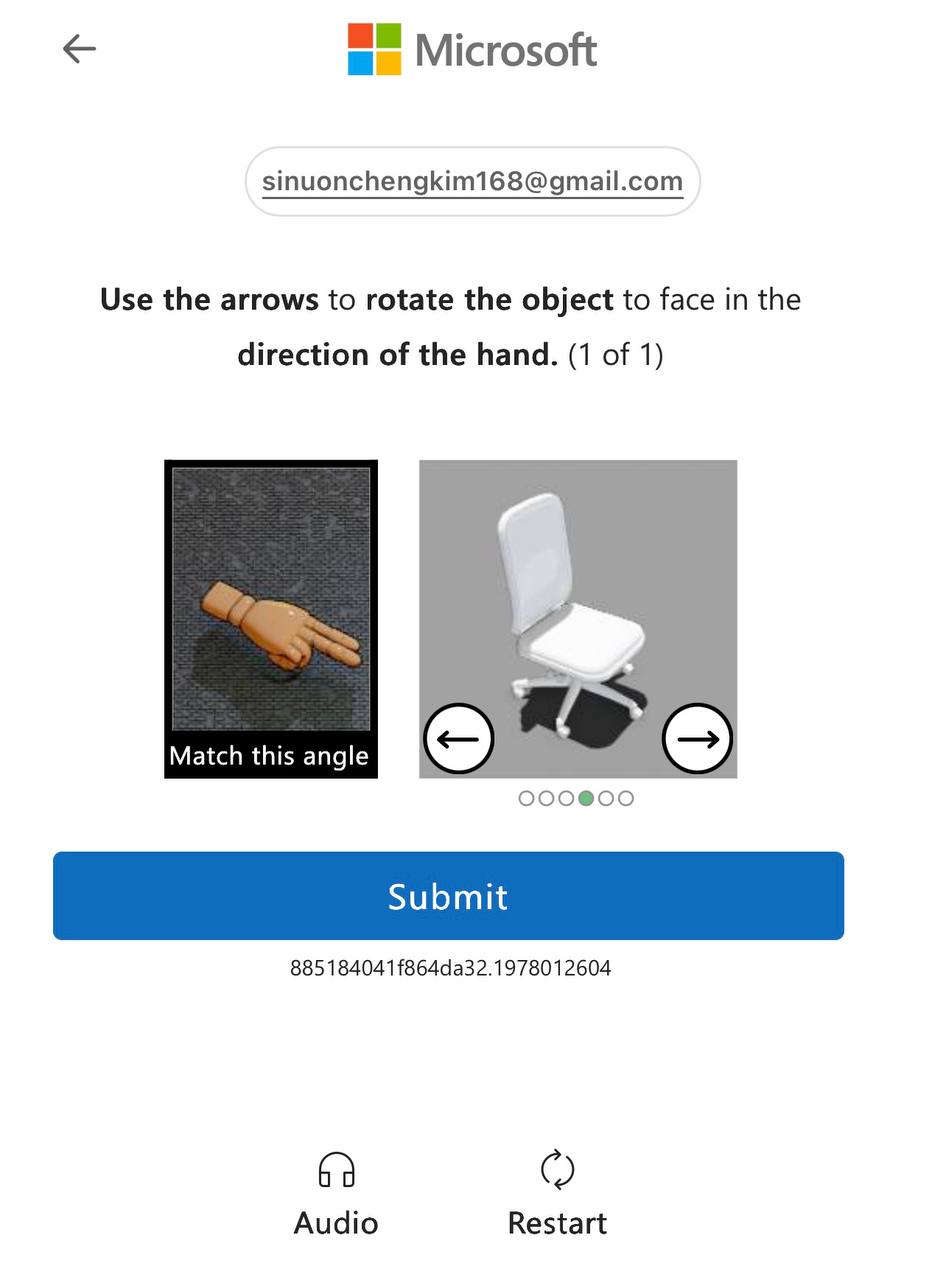 Microsoft
sinuonchengkim168@gmail.com
Use the arrows to rotate the object to face in the
direction of the hand. (1 of 1)
Match this angle
Submit
885184041f864da32.1978012604
Audio
Restart